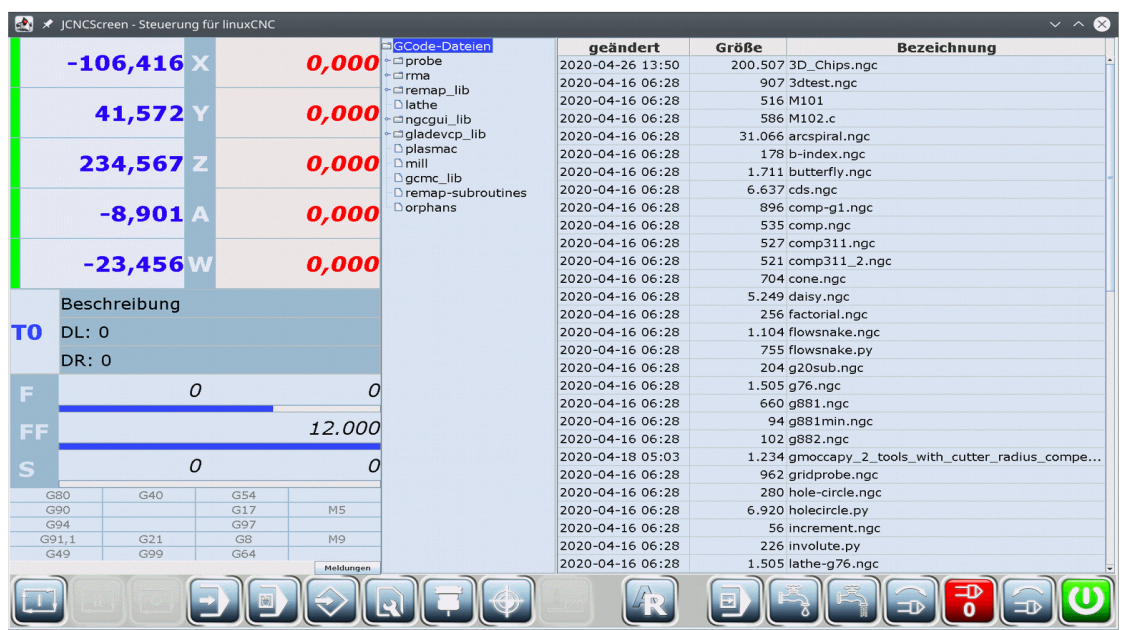 JCNCScreen - Steuerung für linuxCNC
-106,416 X 0,000
41,572 Y 0,000
234,567 Z 0,000
-8,901 A 0,000
-23,456 W 0,000
T0
Beschreibung
DL: 0
DR: 0
F 0 0
FF 12.000
S 0 0
G80 G40 G54
G90 G17 M5
G94 G97
G91,1 G21 G8 M9
G49 G99 G64
Meldungen
GCode-Dateien
probe
rma
remap_lib
lathe
ngcgui_lib
gladevcp_lib
plasmac
mill
gcmc_lib
remap-subroutines
orphans
geändert Größe Bezeichnung
2020-04-26 13:50 200.507 3D_Chips.ngc
2020-04-16 06:28 907 3dtest.ngc
2020-04-16 06:28 516 M101
2020-04-16 06:28 586 M102.c
2020-04-16 06:28 31.066 arcspiral.ngc
2020-04-16 06:28 178 b-index.ngc
2020-04-16 06:28 1.711 butterfly.ngc
2020-04-16 06:28 6.637 cds.ngc
2020-04-16 06:28 896 comp-g1.ngc
2020-04-16 06:28 535 comp.ngc
2020-04-16 06:28 527 comp311.ngc
2020-04-16 06:28 521 comp311_2.ngc
2020-04-16 06:28 704 cone.ngc
2020-04-16 06:28 5.249 daisy.ngc
2020-04-16 06:28 256 factorial.ngc
2020-04-16 06:28 1.104 flowsnake.ngc
2020-04-16 06:28 755 flowsnake.py
2020-04-16 06:28 204 g20sub.ngc
2020-04-16 06:28 1.505 g76.ngc
2020-04-16 06:28 660 g881.ngc
2020-04-16 06:28 94 g881min.ngc
2020-04-16 06:28 102 g882.ngc
2020-04-18 05:03 1.234 gmoccapy_2_tools_with_cutter_radius_compe...
2020-04-16 06:28 962 gridprobe.ngc
2020-04-16 06:28 280 hole-circle.ngc
2020-04-16 06:28 6.920 holecircle.py
2020-04-16 06:28 56 increment.ngc
2020-04-16 06:28 226 involute.py
2020-04-16 06:28 1.505 lathe-g76.ngc
A R
0